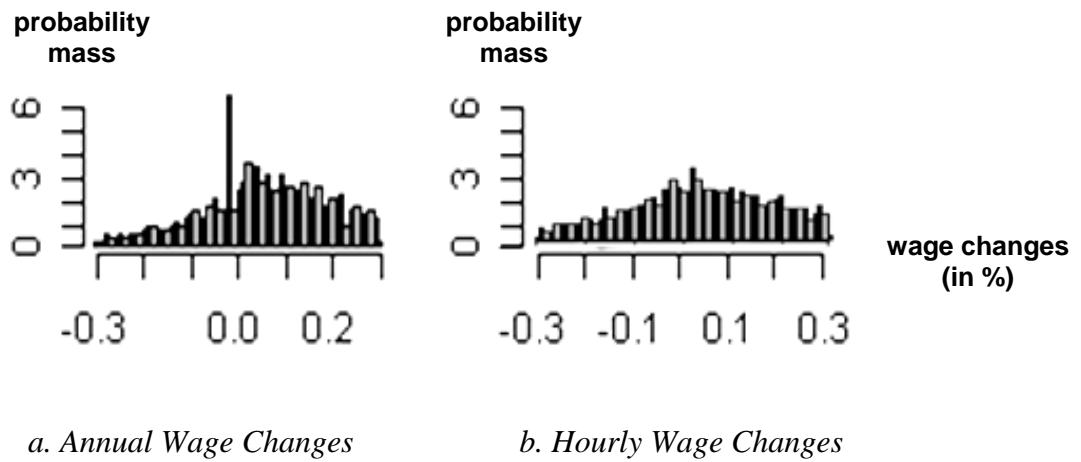 probability
mass
6
3
0
-0.3 0.0 0.2
a. Annual Wage Changes
probability
mass
6
3
0
-0.3 -0.1 0.1 0.3
b. Hourly Wage Changes
wage changes
(in %)